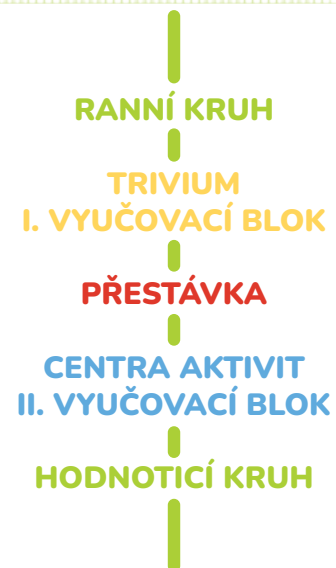 RANNÍ KRUH
TRIVIUM
I. VYUČOVACÍ BLOK
PŘESTÁVKA
CENTRA AKTIVIT
II. VYUČOVACÍ BLOK
HODNOTICÍ KRUH